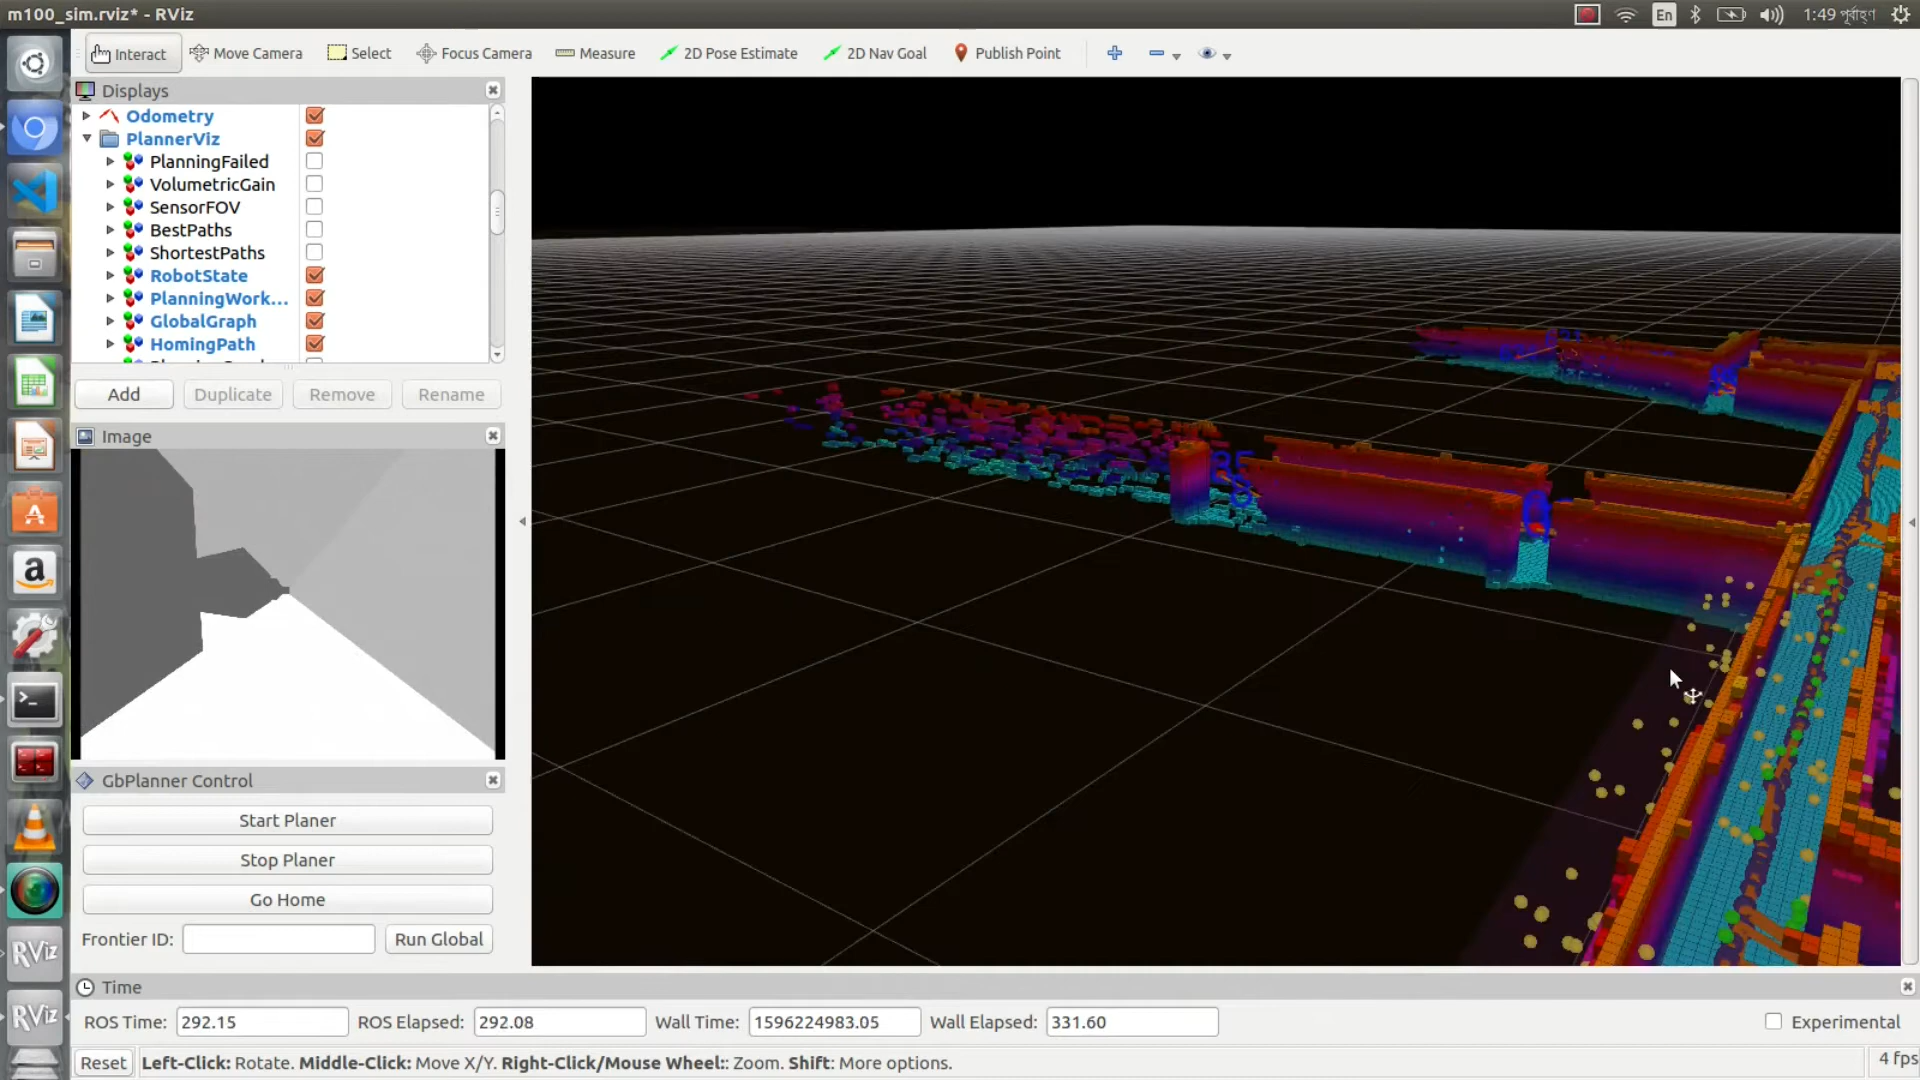 m100_sim.rviz* - RViz
En
1:49 পূর্বাহ্ণ
Interact Move Camera Select Focus Camera Measure 2D Pose Estimate 2D Nav Goal Publish Point
Displays
Odometry
PlannerViz
PlanningFailed
VolumetricGain
SensorFOV
BestPaths
ShortestPaths
RobotState
PlanningWork...
GlobalGraph
HomingPath
Add Duplicate Remove Rename
Image
GbPlanner Control
Start Planer
Stop Planer
Go Home
Frontier ID: Run Global
Time
ROS Time: 292.15 ROS Elapsed: 292.08 Wall Time: 1596224983.05 Wall Elapsed: 331.60 Experimental
Reset Left-Click: Rotate. Middle-Click: Move X/Y. Right-Click/Mouse Wheel:: Zoom. Shift: More options. 4 fps
a
RViz
RViz